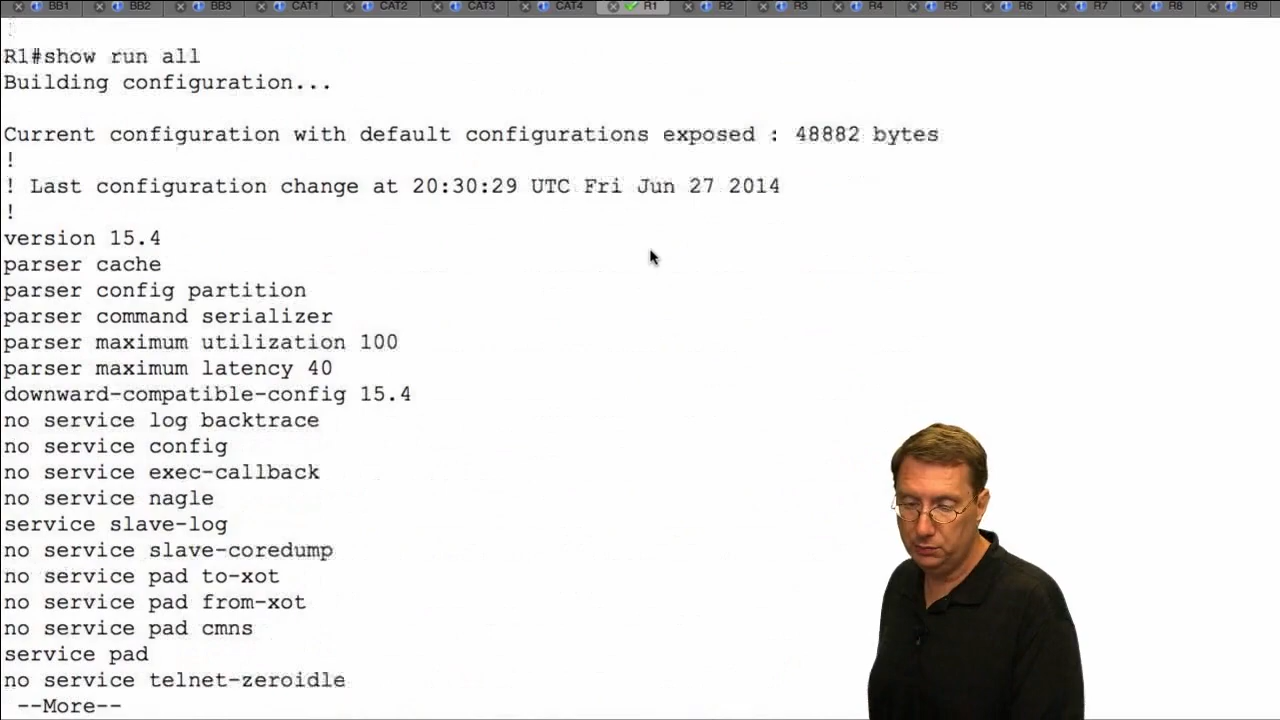 BB1 BB2 BB3 CAT1 CAT2 CAT3 CAT4 R1 R2 R3 R4 R5 R6 R7 R8 R9
!
R1#show run all
Building configuration...
Current configuration with default configurations exposed : 48882 bytes
!
! Last configuration change at 20:30:29 UTC Fri Jun 27 2014
!
version 15.4
parser cache
parser config partition
parser command serializer
parser maximum utilization 100
parser maximum latency 40
downward-compatible-config 15.4
no service log backtrace
no service config
no service exec-callback
no service nagle
service slave-log
no service slave-coredump
no service pad to-xot
no service pad from-xot
no service pad cmns
service pad
no service telnet-zeroidle
--More--